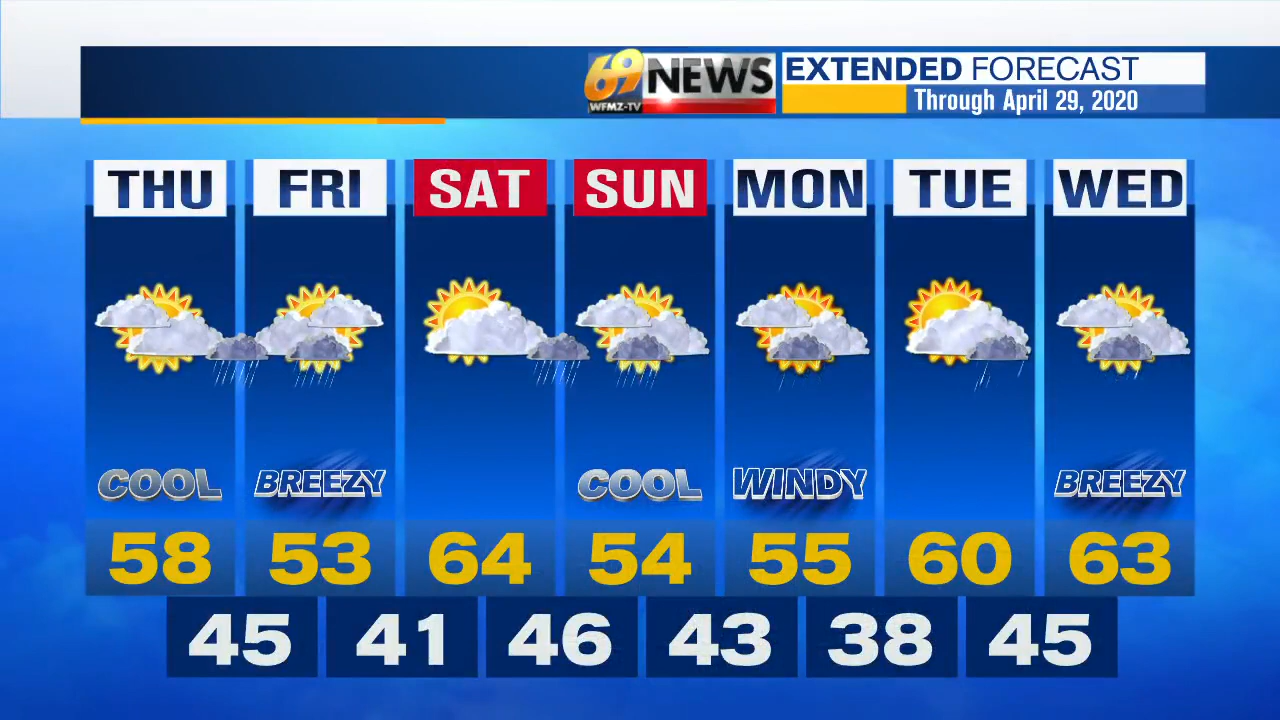 69 NEWS
WFMZ-TV
EXTENDED FORECAST
Through April 29, 2020
THU FRI SAT SUN MON TUE WED
COOL BREEZY COOL WINDY BREEZY
58 53 64 54 55 60 63
45 41 46 43 38 45